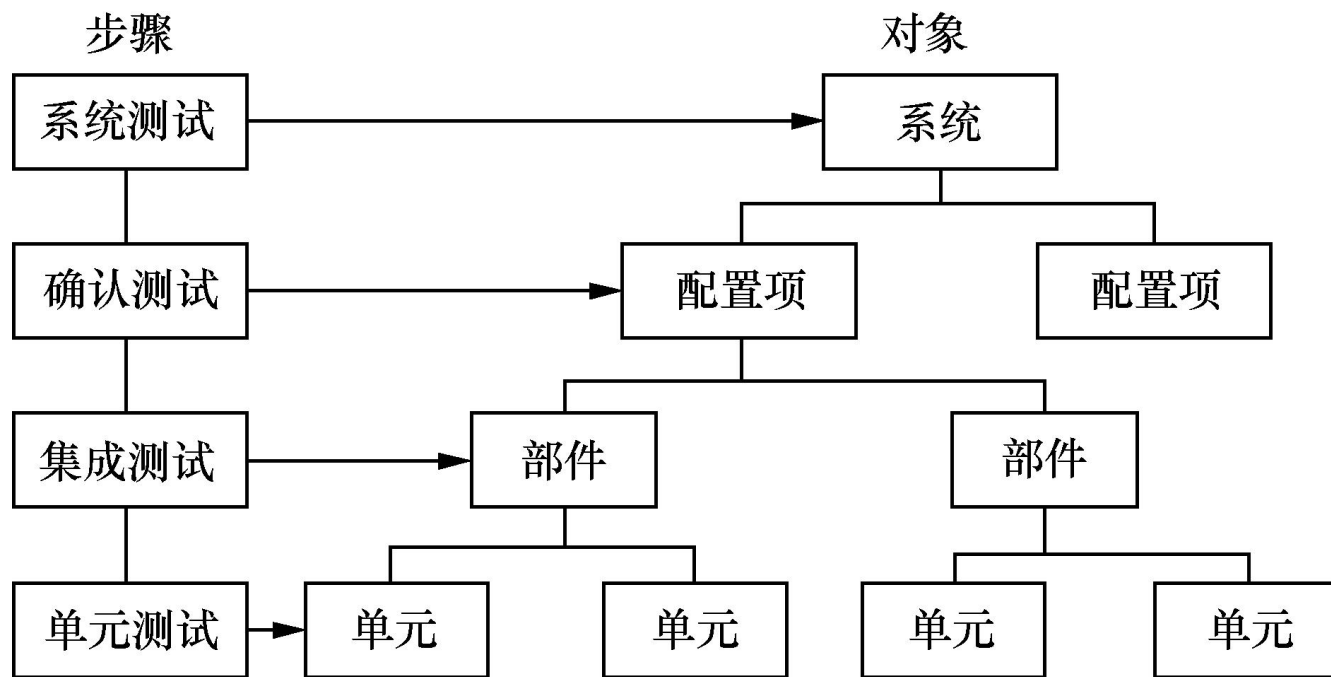 步骤 对象
系统测试 系统
确认测试 配置项 配置项
集成测试 部件 部件
单元测试 单元 单元 单元 单元